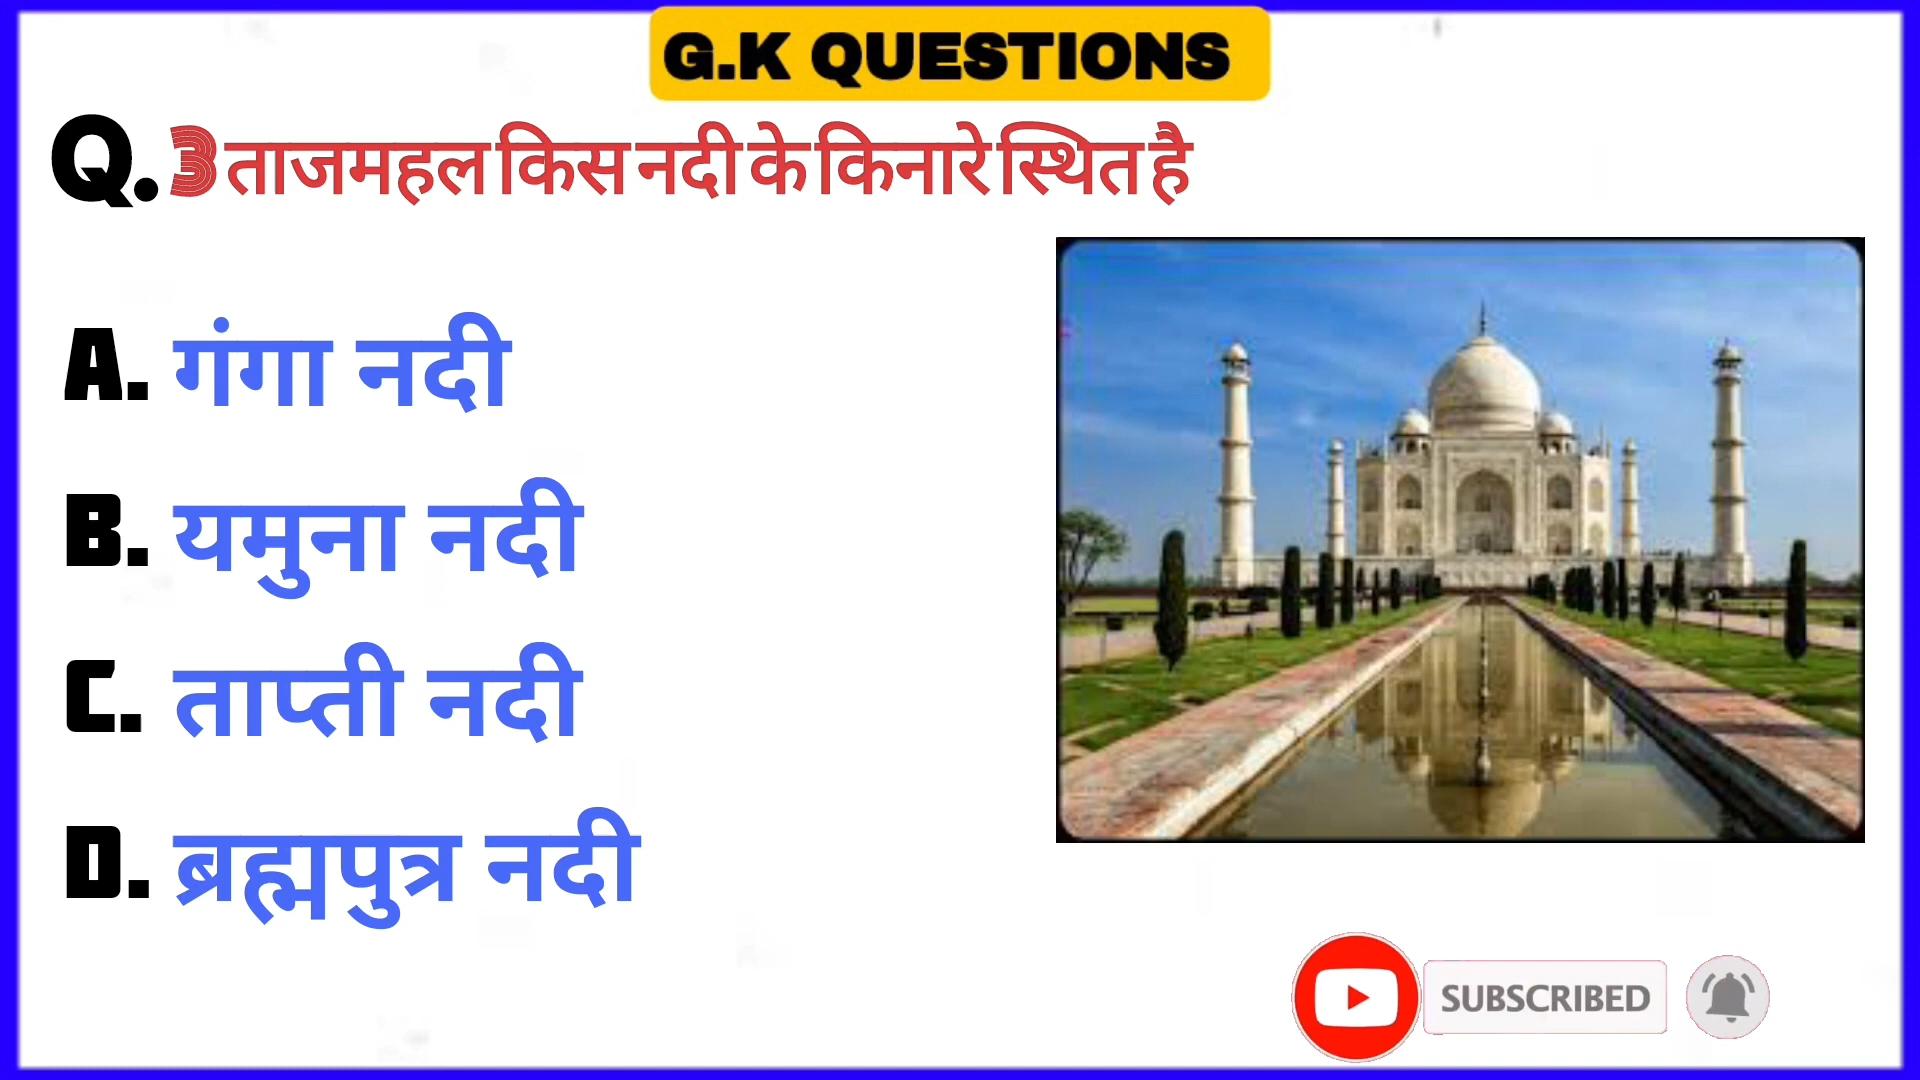 G.K QUESTIONS
Q. 3 ताजमहल किस नदी के किनारे स्थित है
A. गंगा नदी
B. यमुना नदी
C. ताप्ती नदी
D. ब्रह्मपुत्र नदी
SUBSCRIBED